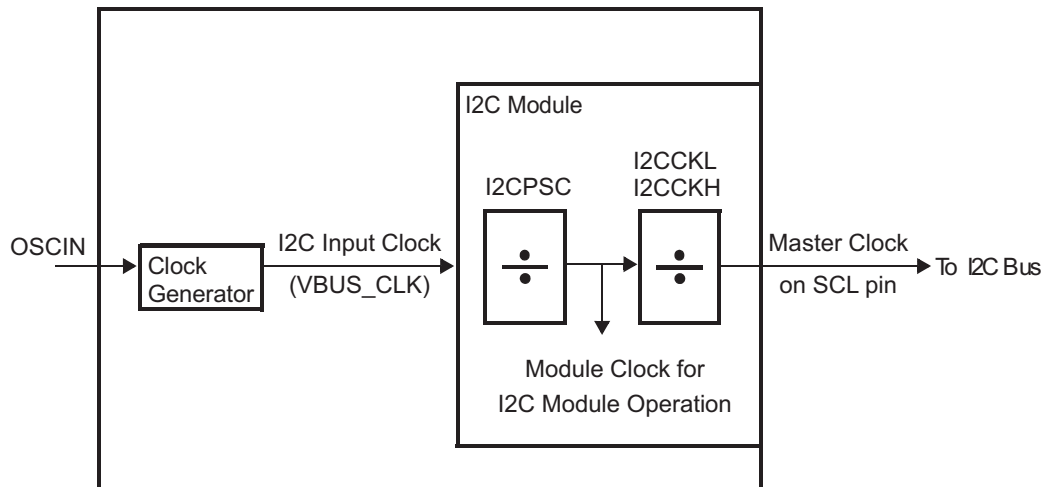 I2C Module
I2CCKL
I2CPSC
I2CCKH
OSCIN
I2C Input Clock
Master Clock
Clock
Generator
(VBUS_CLK)
on SCL pin
To I2C Bus
Module Clock for
I2C Module Operation